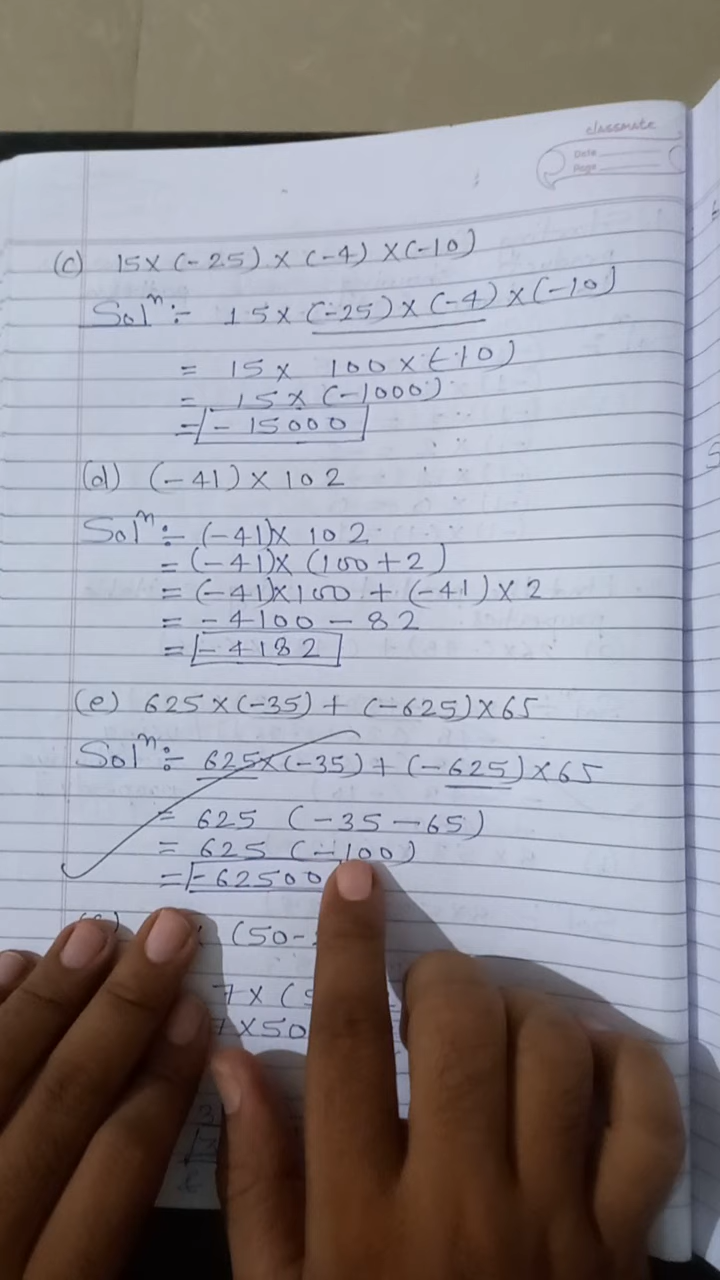 classmate
Date
Page
(c) 15 × (-25) × (-4) × (-10)
Solⁿ :- 15 × (-25) × (-4) × (-10)
= 15 × 100 × (-10)
= 15 × (-1000)
= -15000
(d) (-41) × 102
Solⁿ :- (-41) × 102
= (-41) × (100 + 2)
= (-41) × 100 + (-41) × 2
= -4100 - 82
= -4182
(e) 625 × (-35) + (-625) × 65
Solⁿ :- 625 × (-35) + (-625) × 65
= 625 (-35 - 65)
= 625 (-100)
= -62500
(50-
7 × (5
7 × 50